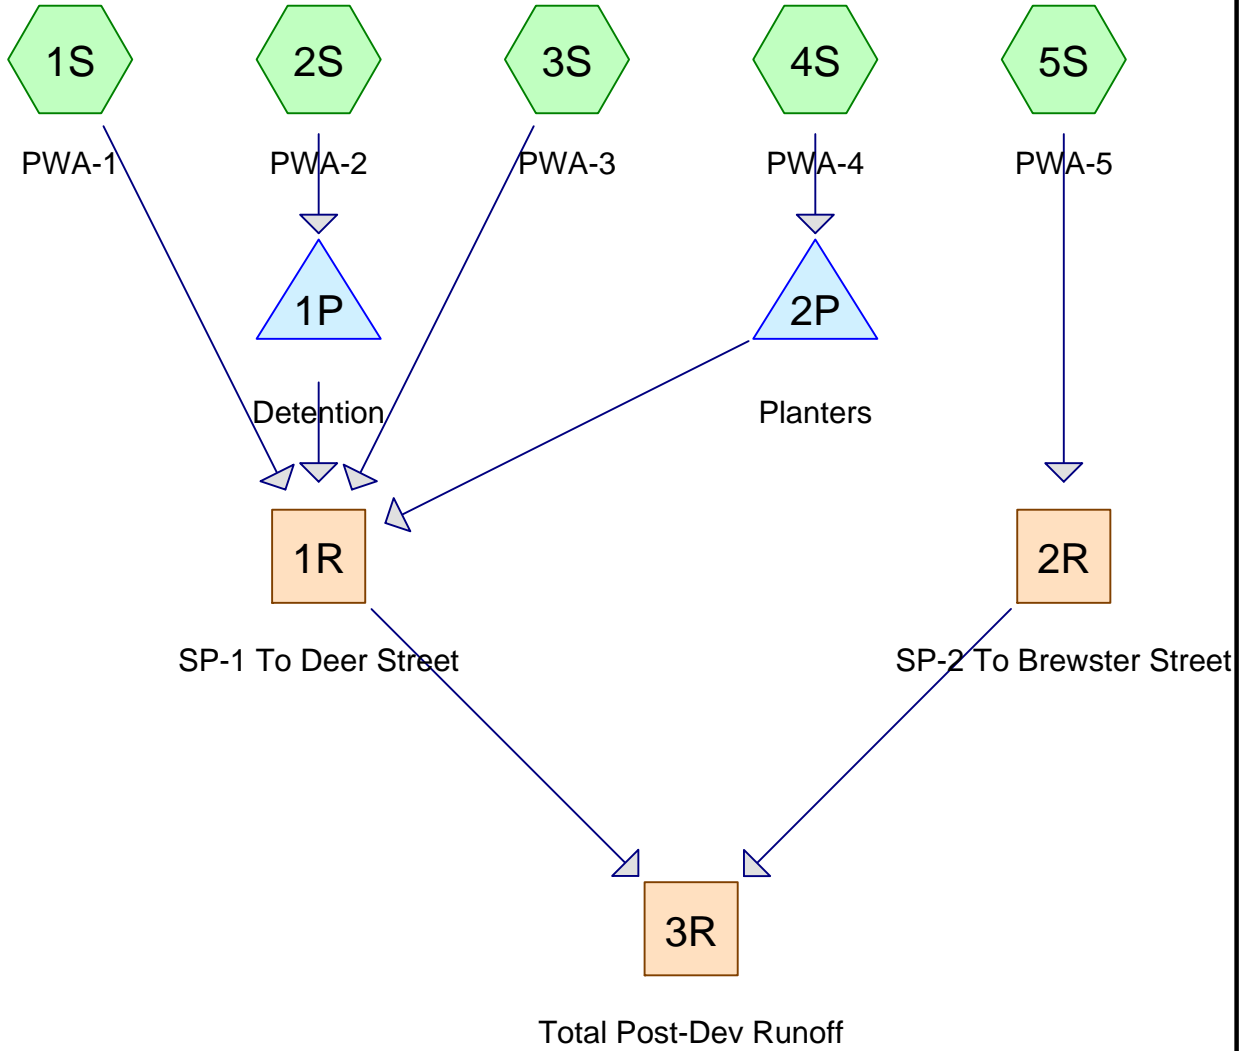 1S
2S
3S
4S
5S
PWA-1
PWA-2
PWA-3
PWA-4
PWA-5
1P
2P
Detention
Planters
1R
2R
SP-1 To Deer Street
SP-2 To Brewster Street
3R
Total Post-Dev Runoff